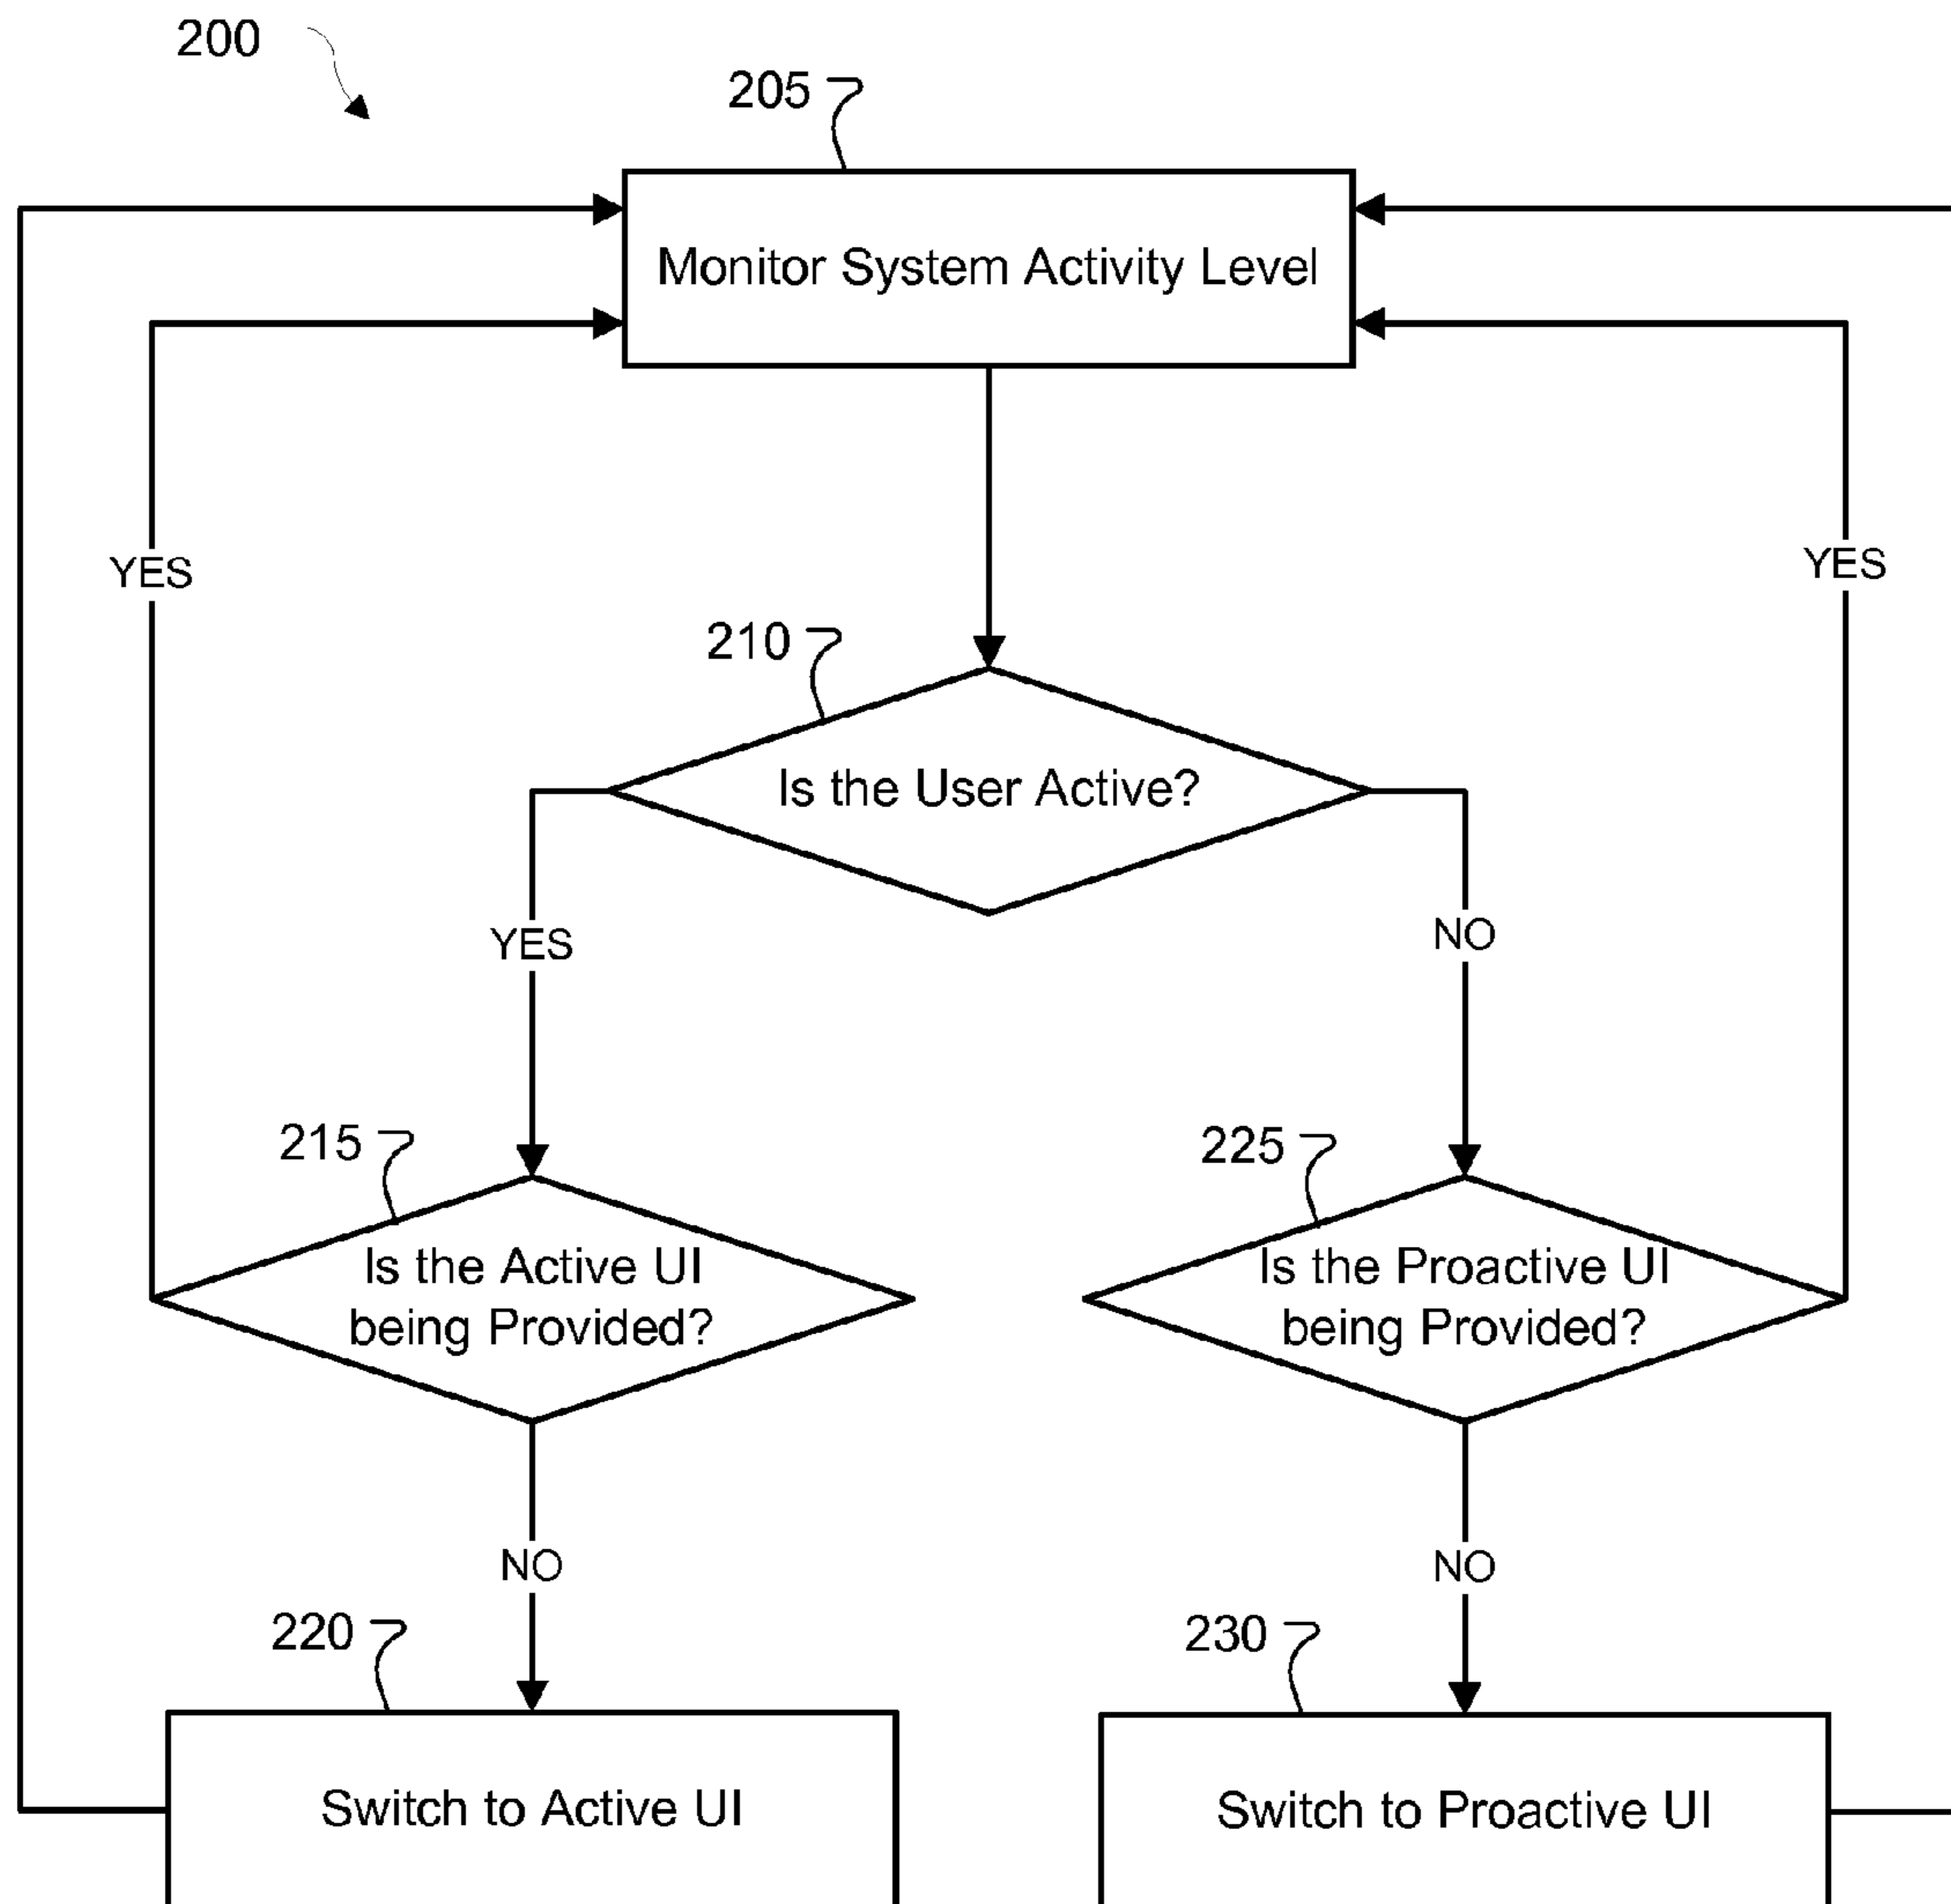 200
205
Monitor System Activity Level
YES
YES
210
Is the User Active?
YES
NO
215
225
Is the Active UI
being Provided?
Is the Proactive UI
being Provided?
NO
NO
220
230
Switch to Active UI
Switch to Proactive UI